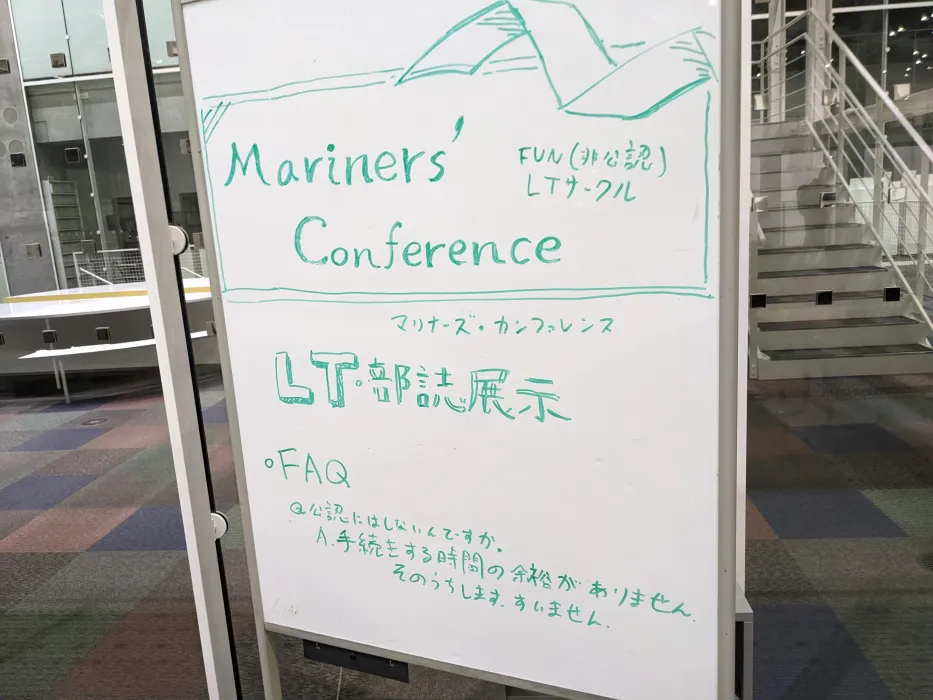 Mariners'
Conference
FUN(非公認)
LTサークル
マリナーズ・カンファレンス
LT・部誌展示
・FAQ
Q.公認にはしないんですか。
A.手続きをする時間の余裕がありません.
そのうちします.すいません.